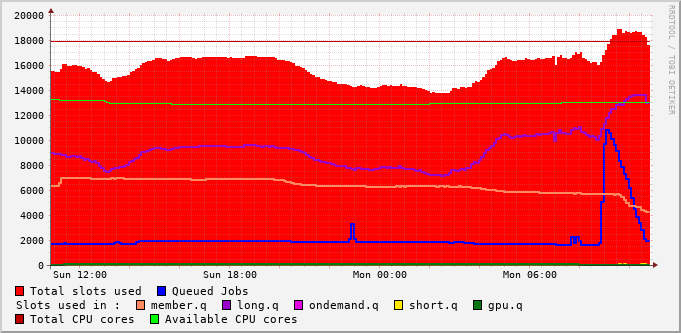 20000
18000
16000
14000
12000
10000
8000
6000
4000
2000
0
Sun 12:00 Sun 18:00 Mon 00:00 Mon 06:00
Total slots used Queued Jobs
Slots used in : member.q long.q ondemand.q short.q gpu.q
Total CPU cores Available CPU cores
RRDTOOL / TOBI OETIKER